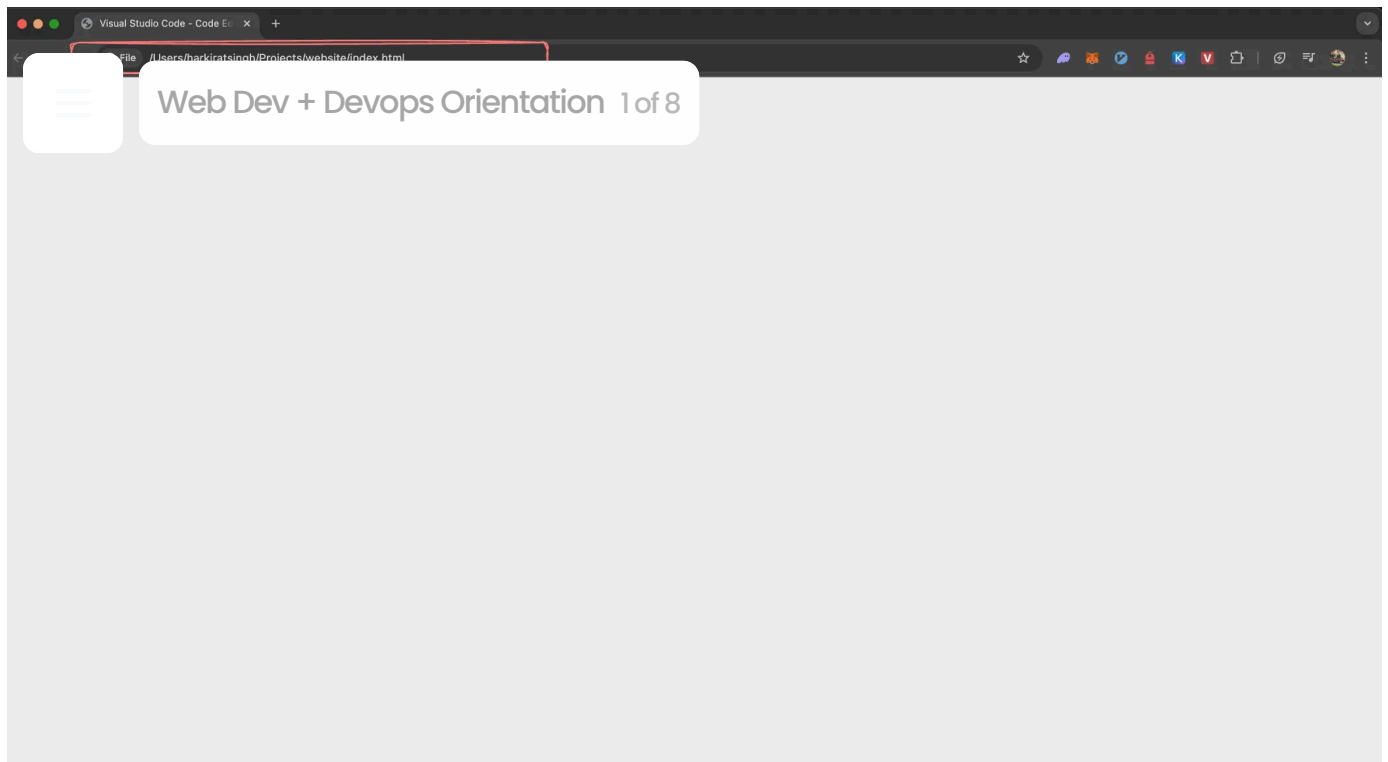 Visual Studio Code - Code Ed
File /Users/harkiratsingh/Projects/website/index.html
K
V
Web Dev + Devops Orientation 1 of 8